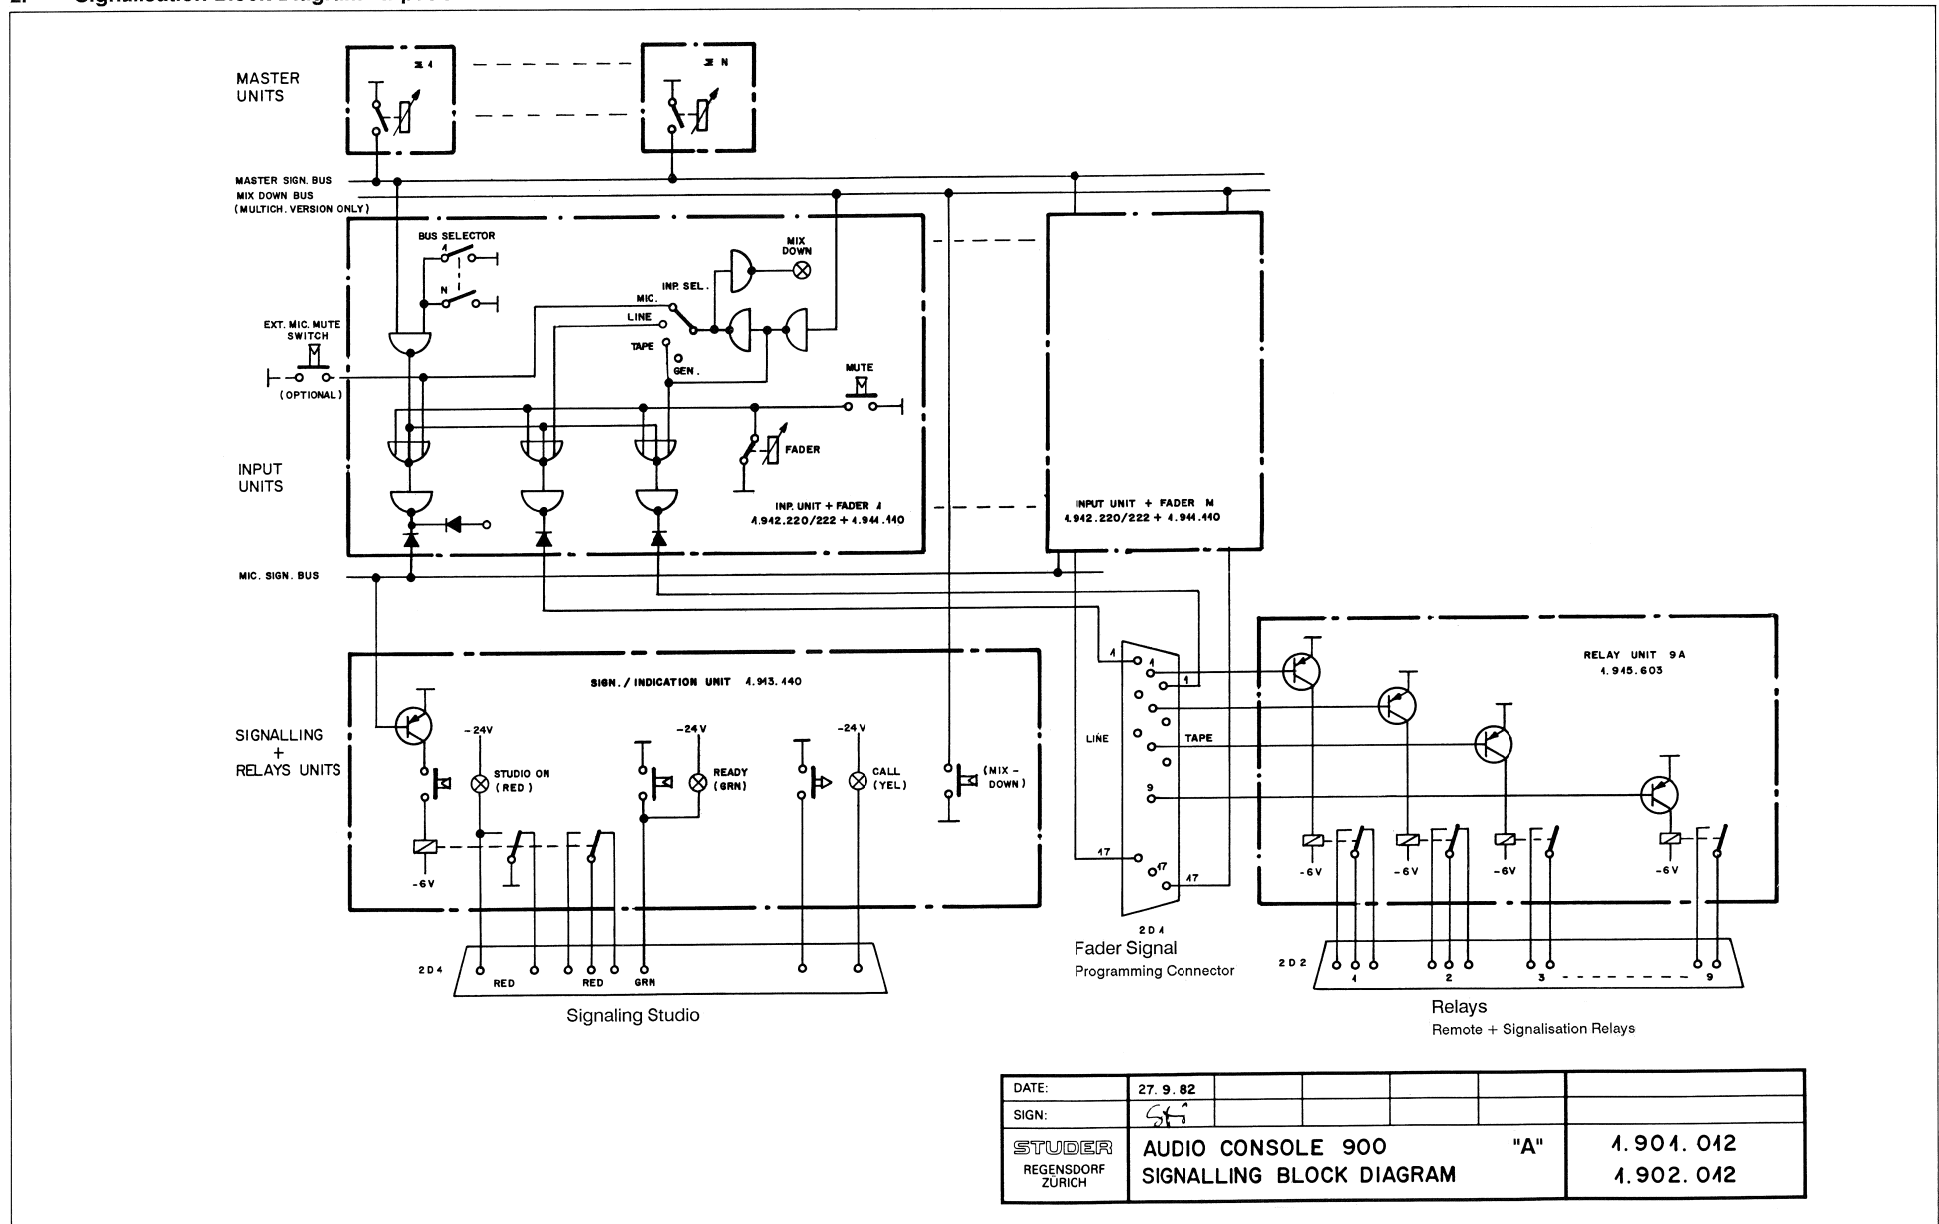 MASTER
UNITS
1
N
MASTER SIGN. BUS
MIX DOWN BUS
(MULTICH. VERSION ONLY)
BUS SELECTOR
1
N
MIX
DOWN
INP. SEL.
MIC.
LINE
TAPE
GEN.
EXT. MIC. MUTE
SWITCH
(OPTIONAL)
MUTE
FADER
INPUT
UNITS
INP. UNIT + FADER 1
1.942.220/222 + 1.944.440
INPUT UNIT + FADER M
1.942.220/222 + 1.944.440
MIC. SIGN. BUS
SIGN./INDICATION UNIT 1.943.440
RELAY UNIT 9A
1.945.603
SIGNALLING
+
RELAYS UNITS
-24V
STUDIO ON
(RED)
-24V
READY
(GRN)
-24V
CALL
(YEL)
(MIX-
DOWN)
-6V
1
1
1
LINE
TAPE
9
17
17
17
2D1
Fader Signal
Programming Connector
-6V
-6V
-6V
-6V
2D4
RED
RED
GRN
Signaling Studio
2D2
1
2
3
9
Relays
Remote + Signalisation Relays
DATE:
27.9.82
SIGN:
STUDER
REGENSDORF
ZÜRICH
AUDIO CONSOLE 900 "A"
SIGNALLING BLOCK DIAGRAM
1.901.012
1.902.012